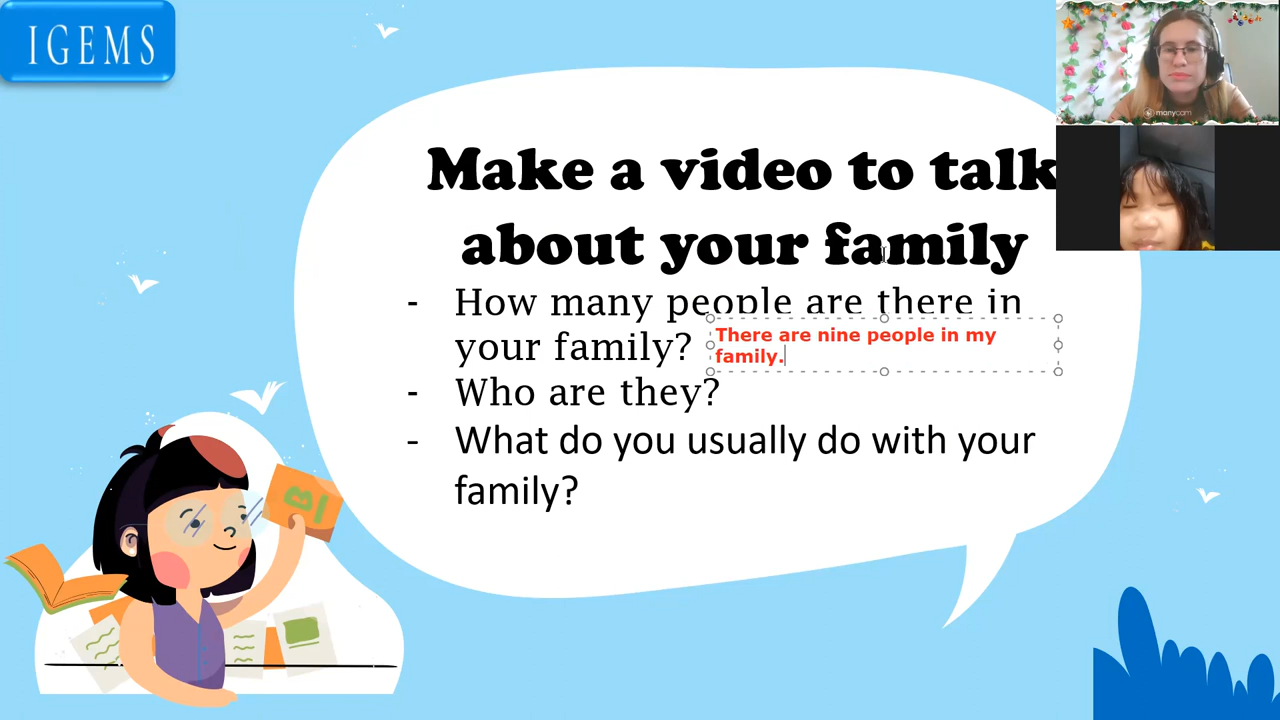 IGEMS
Make a video to talk
about your family
- How many people are there in
your family?
There are nine people in my
family.
- Who are they?
- What do you usually do with your
family?
manycam